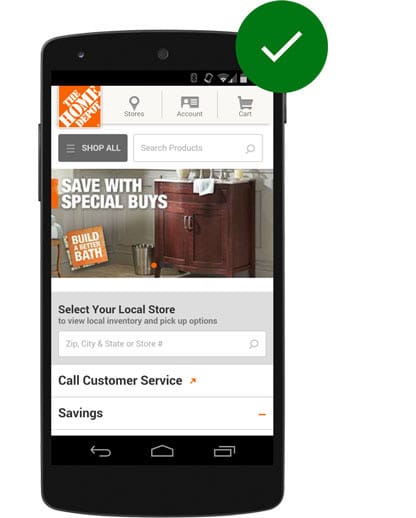 THE
HOME
DEPOT
Stores
Account
Cart
SHOP ALL
Search Products
SAVE WITH
SPECIAL BUYS
BUILD
A BETTER
BATH
Select Your Local Store
to view local inventory and pick up options
Zip, City & State or Store #
Call Customer Service
Savings